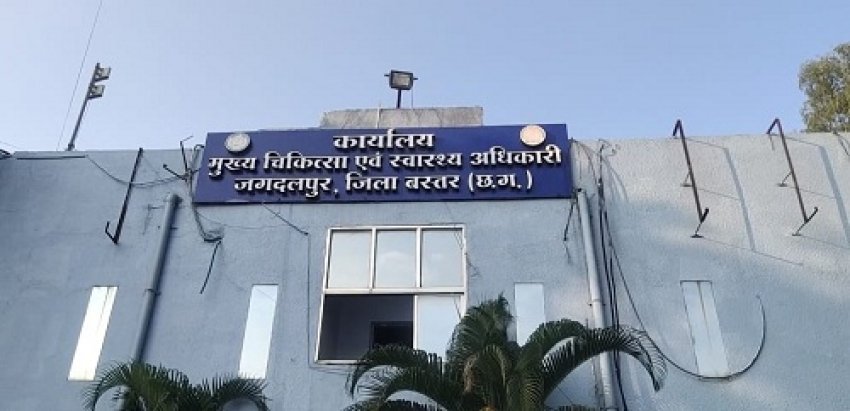 कार्यालय
मुख्य चिकित्सा एवं स्वास्थ्य अधिकारी
जगदलपुर, जिला बस्तर (छ.ग.)